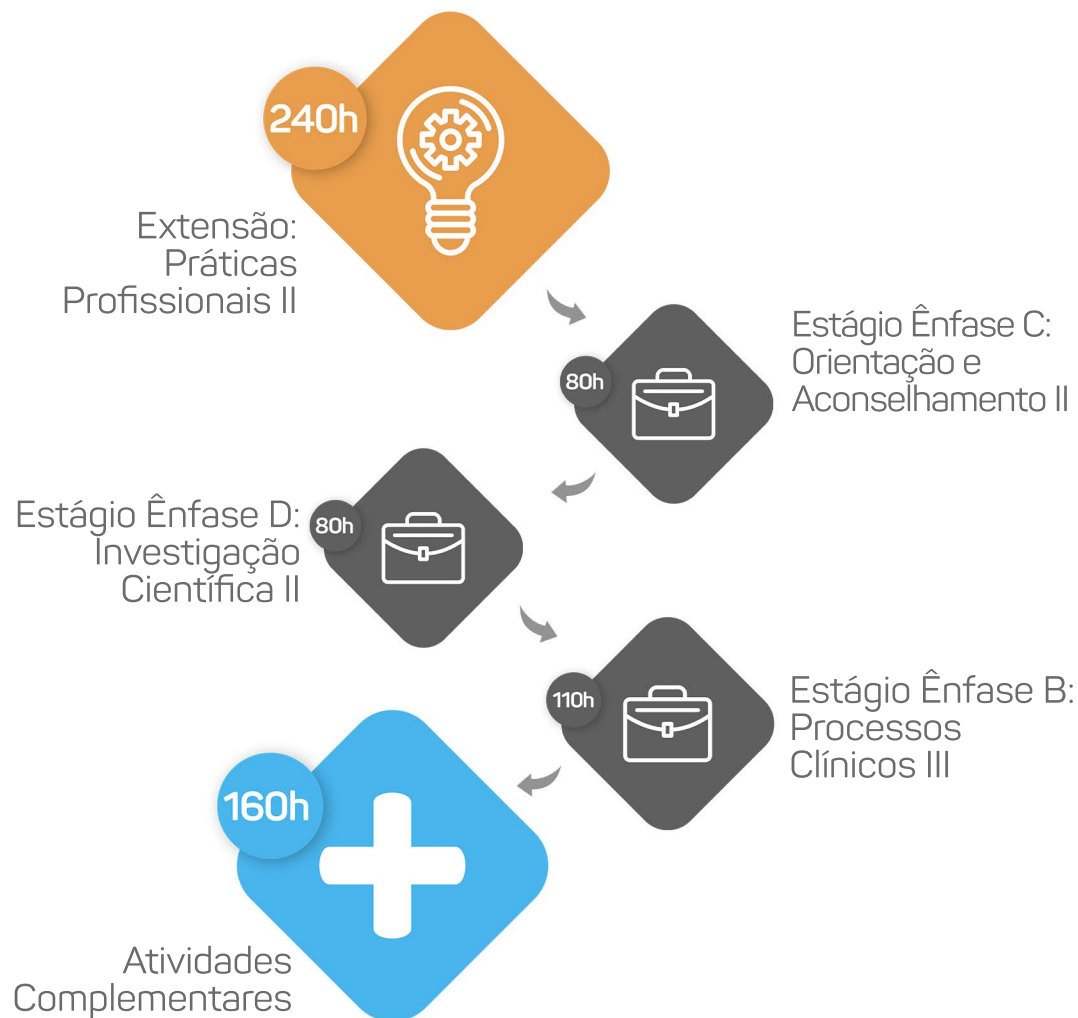 240h
Extensão:
Práticas
Profissionais II
80h
Estágio Ênfase C:
Orientação e
Aconselhamento II
Estágio Ênfase D:
Investigação
Científica II
80h
110h
Estágio Ênfase B:
Processos
Clínicos III
160h
Atividades
Complementares